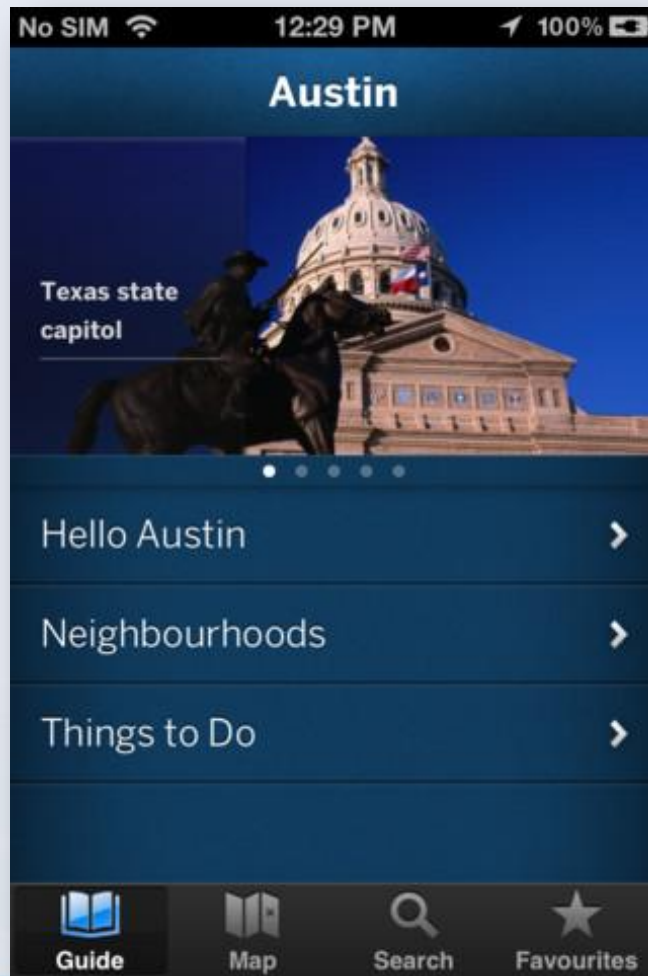 No SIM 12:29 PM 100%
Austin
Texas state
capitol
Hello Austin
Neighbourhoods
Things to Do
Guide Map Search Favourites